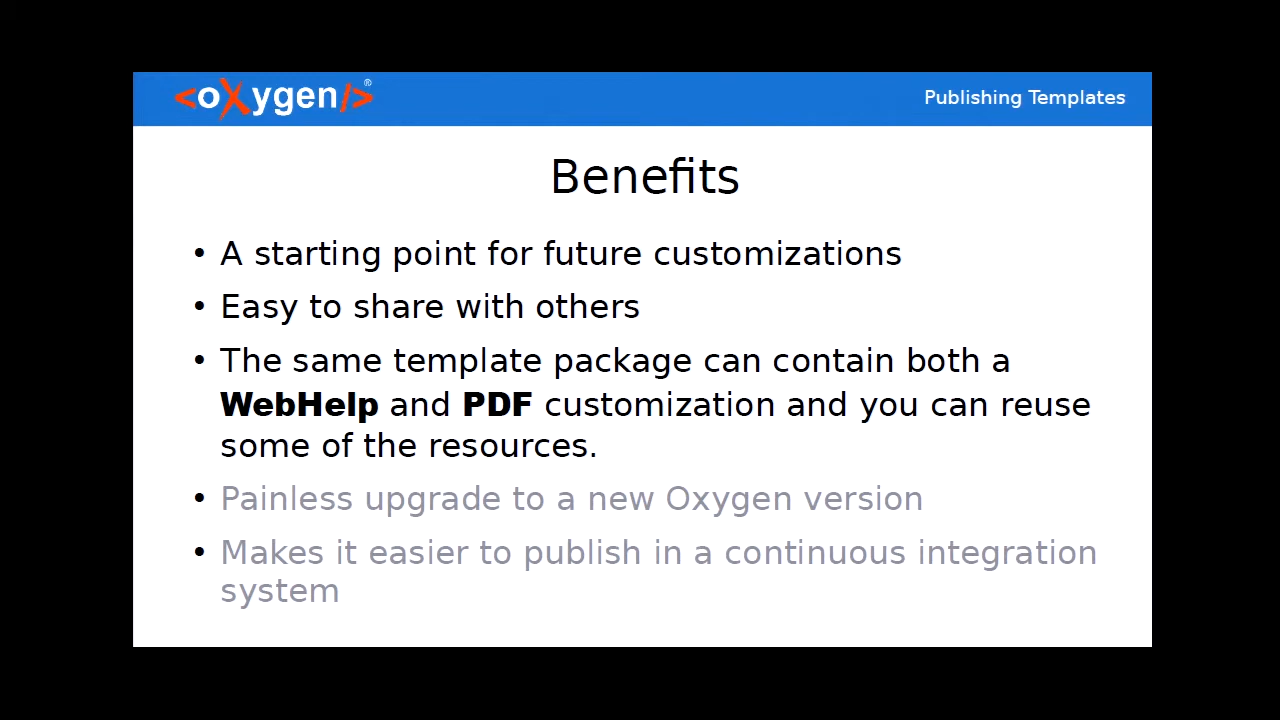 <oXygen/>®
Publishing Templates
Benefits
• A starting point for future customizations
• Easy to share with others
• The same template package can contain both a
WebHelp and PDF customization and you can reuse
some of the resources.
• Painless upgrade to a new Oxygen version
• Makes it easier to publish in a continuous integration
system